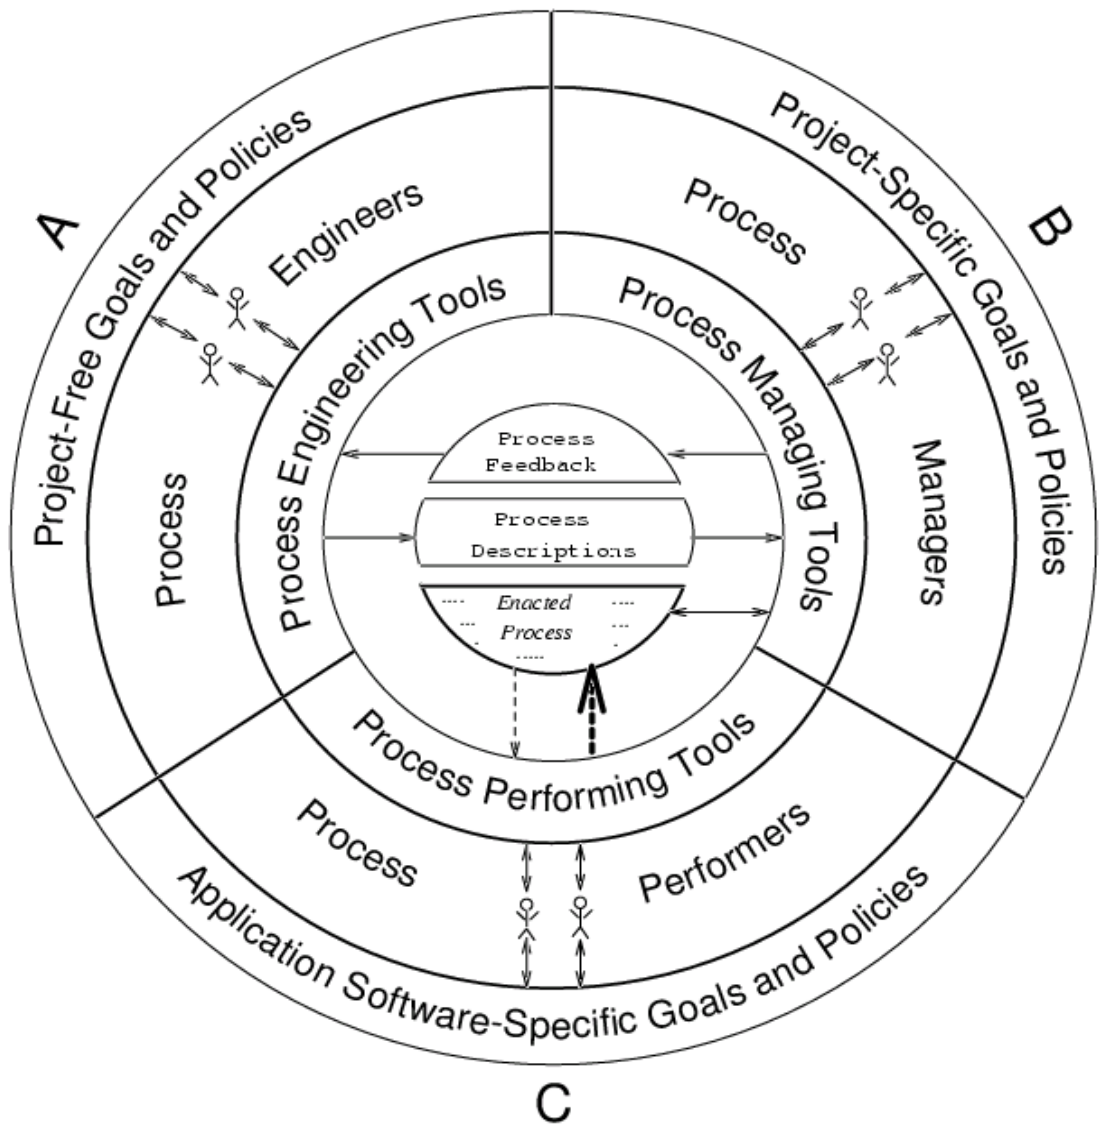 A
B
Project-Free Goals and Policies
Project-Specific Goals and Policies
Process Engineers
Process Managers
Process Engineering Tools
Process Managing Tools
Process
Feedback
Process
Descriptions
Enacted
Process
Process Performing Tools
Process Performers
Application Software-Specific Goals and Policies
C